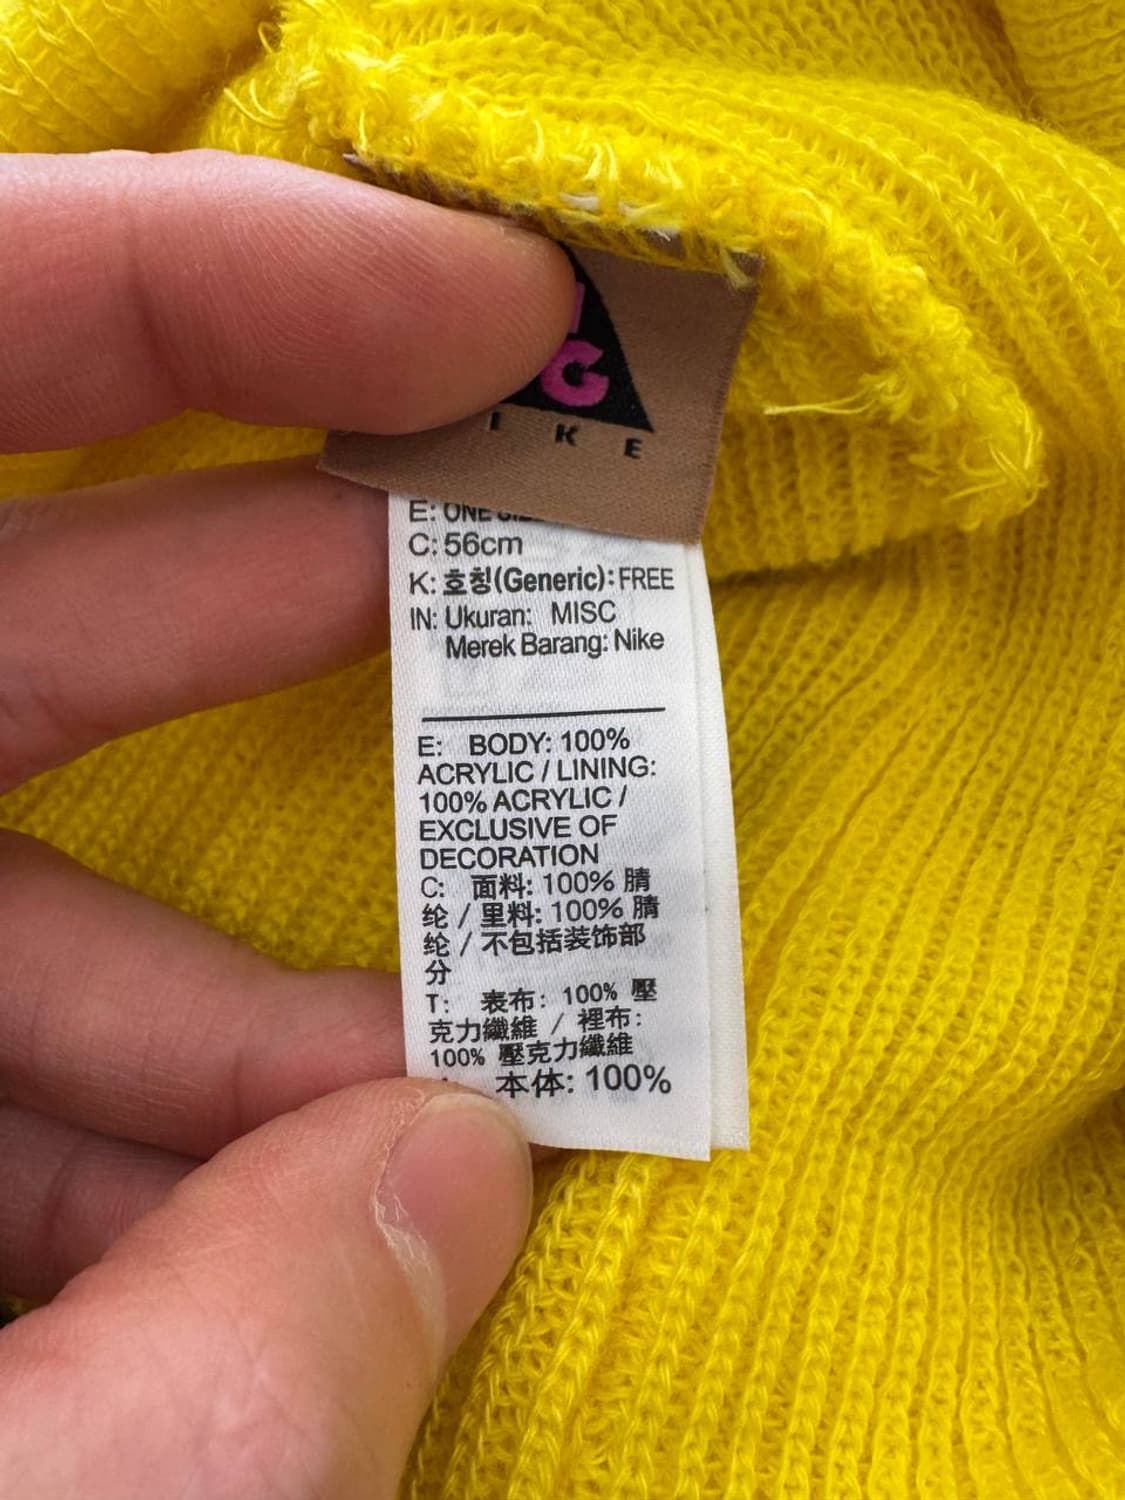 G
I K E
E: ONE
C: 56cm
K: 호칭(Generic): FREE
IN: Ukuran: MISC
Merek Barang: Nike
E: BODY: 100%
ACRYLIC / LINING:
100% ACRYLIC /
EXCLUSIVE OF
DECORATION
C: 面料: 100% 腈
纶 / 里料: 100% 腈
纶 / 不包括装饰部
分
T: 表布: 100% 壓
克力纖維 / 裡布:
100% 壓克力纖維
本体: 100%